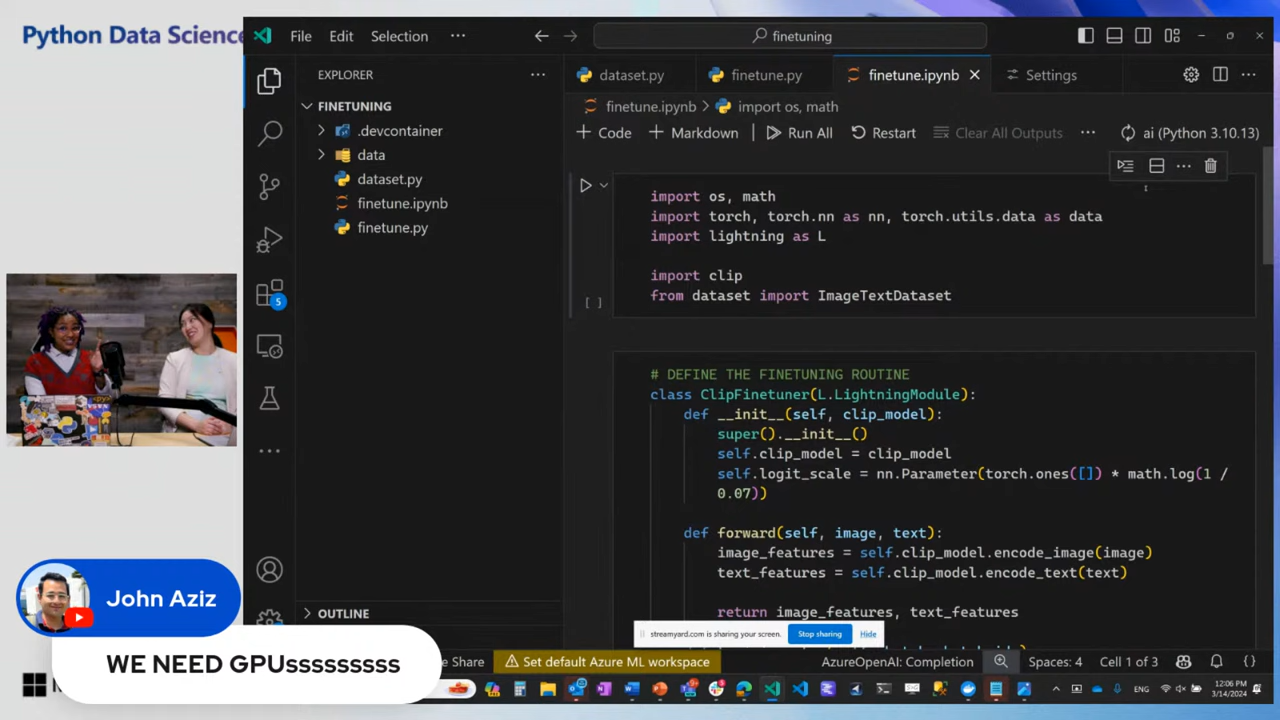 Python Data Science
File Edit Selection ···
finetuning
EXPLORER
FINETUNING
.devcontainer
data
dataset.py
finetune.ipynb
finetune.py
OUTLINE
5
dataset.py
finetune.py
finetune.ipynb
Settings
finetune.ipynb > import os, math
+ Code + Markdown Run All Restart Clear All Outputs ··· ai (Python 3.10.13)
[ ]
import os, math
import torch, torch.nn as nn, torch.utils.data as data
import lightning as L
import clip
from dataset import ImageTextDataset
# DEFINE THE FINETUNING ROUTINE
class ClipFinetuner(L.LightningModule):
def __init__(self, clip_model):
super().__init__()
self.clip_model = clip_model
self.logit_scale = nn.Parameter(torch.ones([]) * math.log(1 /
0.07))
def forward(self, image, text):
image_features = self.clip_model.encode_image(image)
text_features = self.clip_model.encode_text(text)
return image_features, text_features
streamyard.com is sharing your screen. Stop sharing Hide
John Aziz
WE NEED GPUsssssssss
Share
Set default Azure ML workspace
AzureOpenAI: Completion
Spaces: 4
Cell 1 of 3
ENG
12:06 PM
3/14/2024